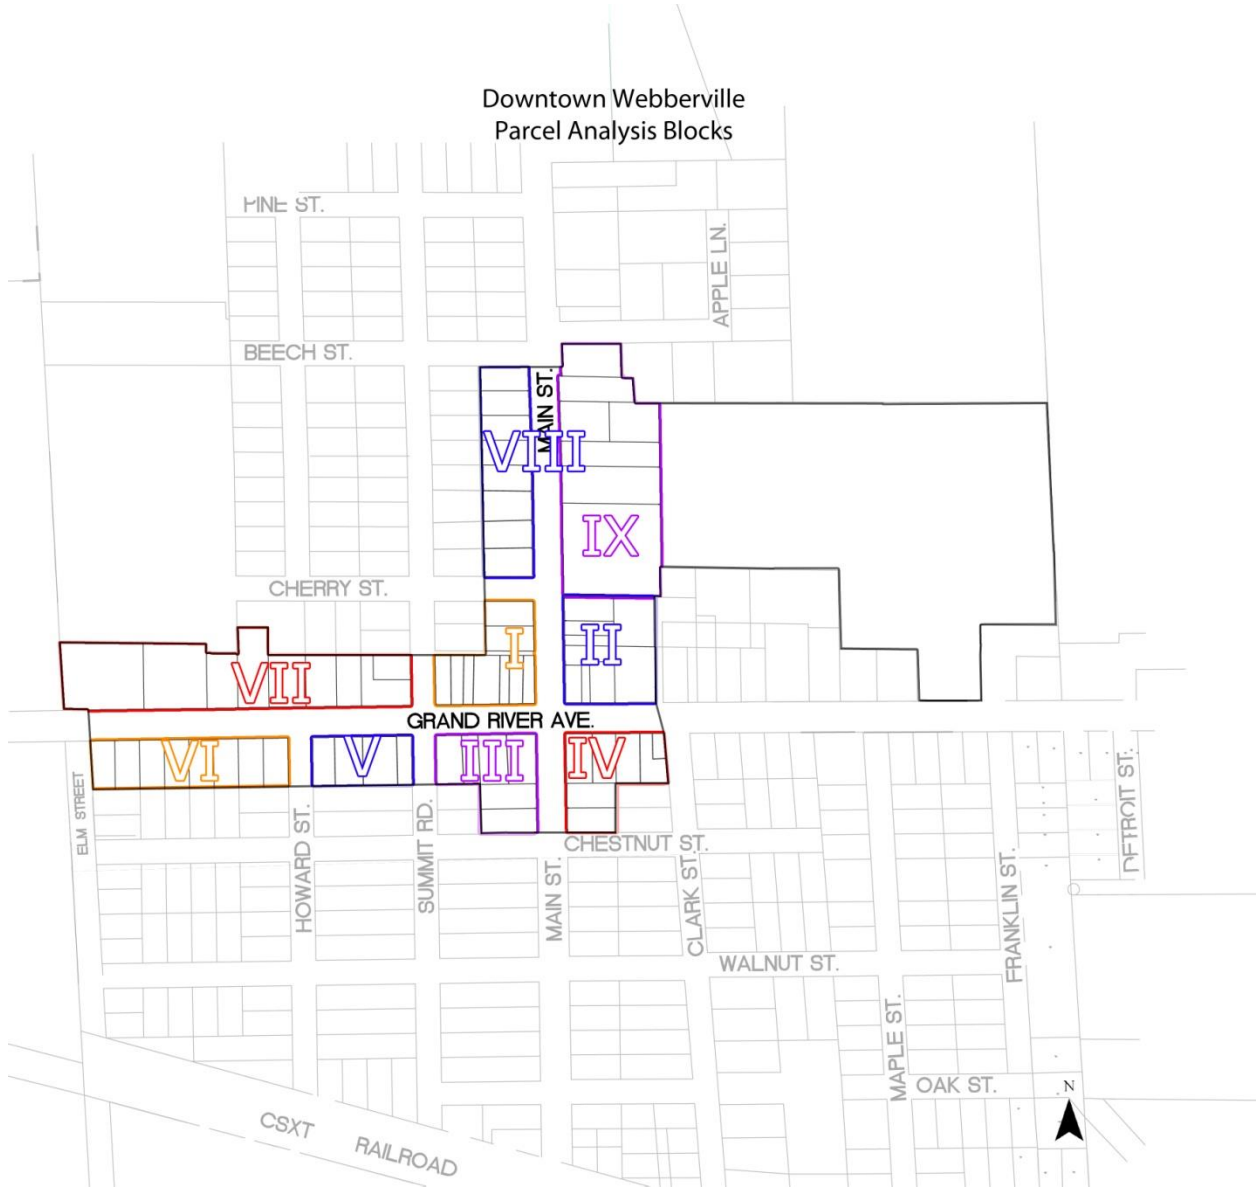 Downtown Webberville
Parcel Analysis Blocks
PINE ST.
APPLE LN.
BEECH ST.
MAIN ST.
VIII
IX
CHERRY ST.
I
II
VII
GRAND RIVER AVE.
VI
V
III
IV
ELM STREET
HOWARD ST.
SUMMIT RD.
MAIN ST.
CHESTNUT ST.
CLARK ST.
FRANKLIN ST.
DETROIT ST.
WALNUT ST.
MAPLE ST.
OAK ST.
N
CSXT RAILROAD